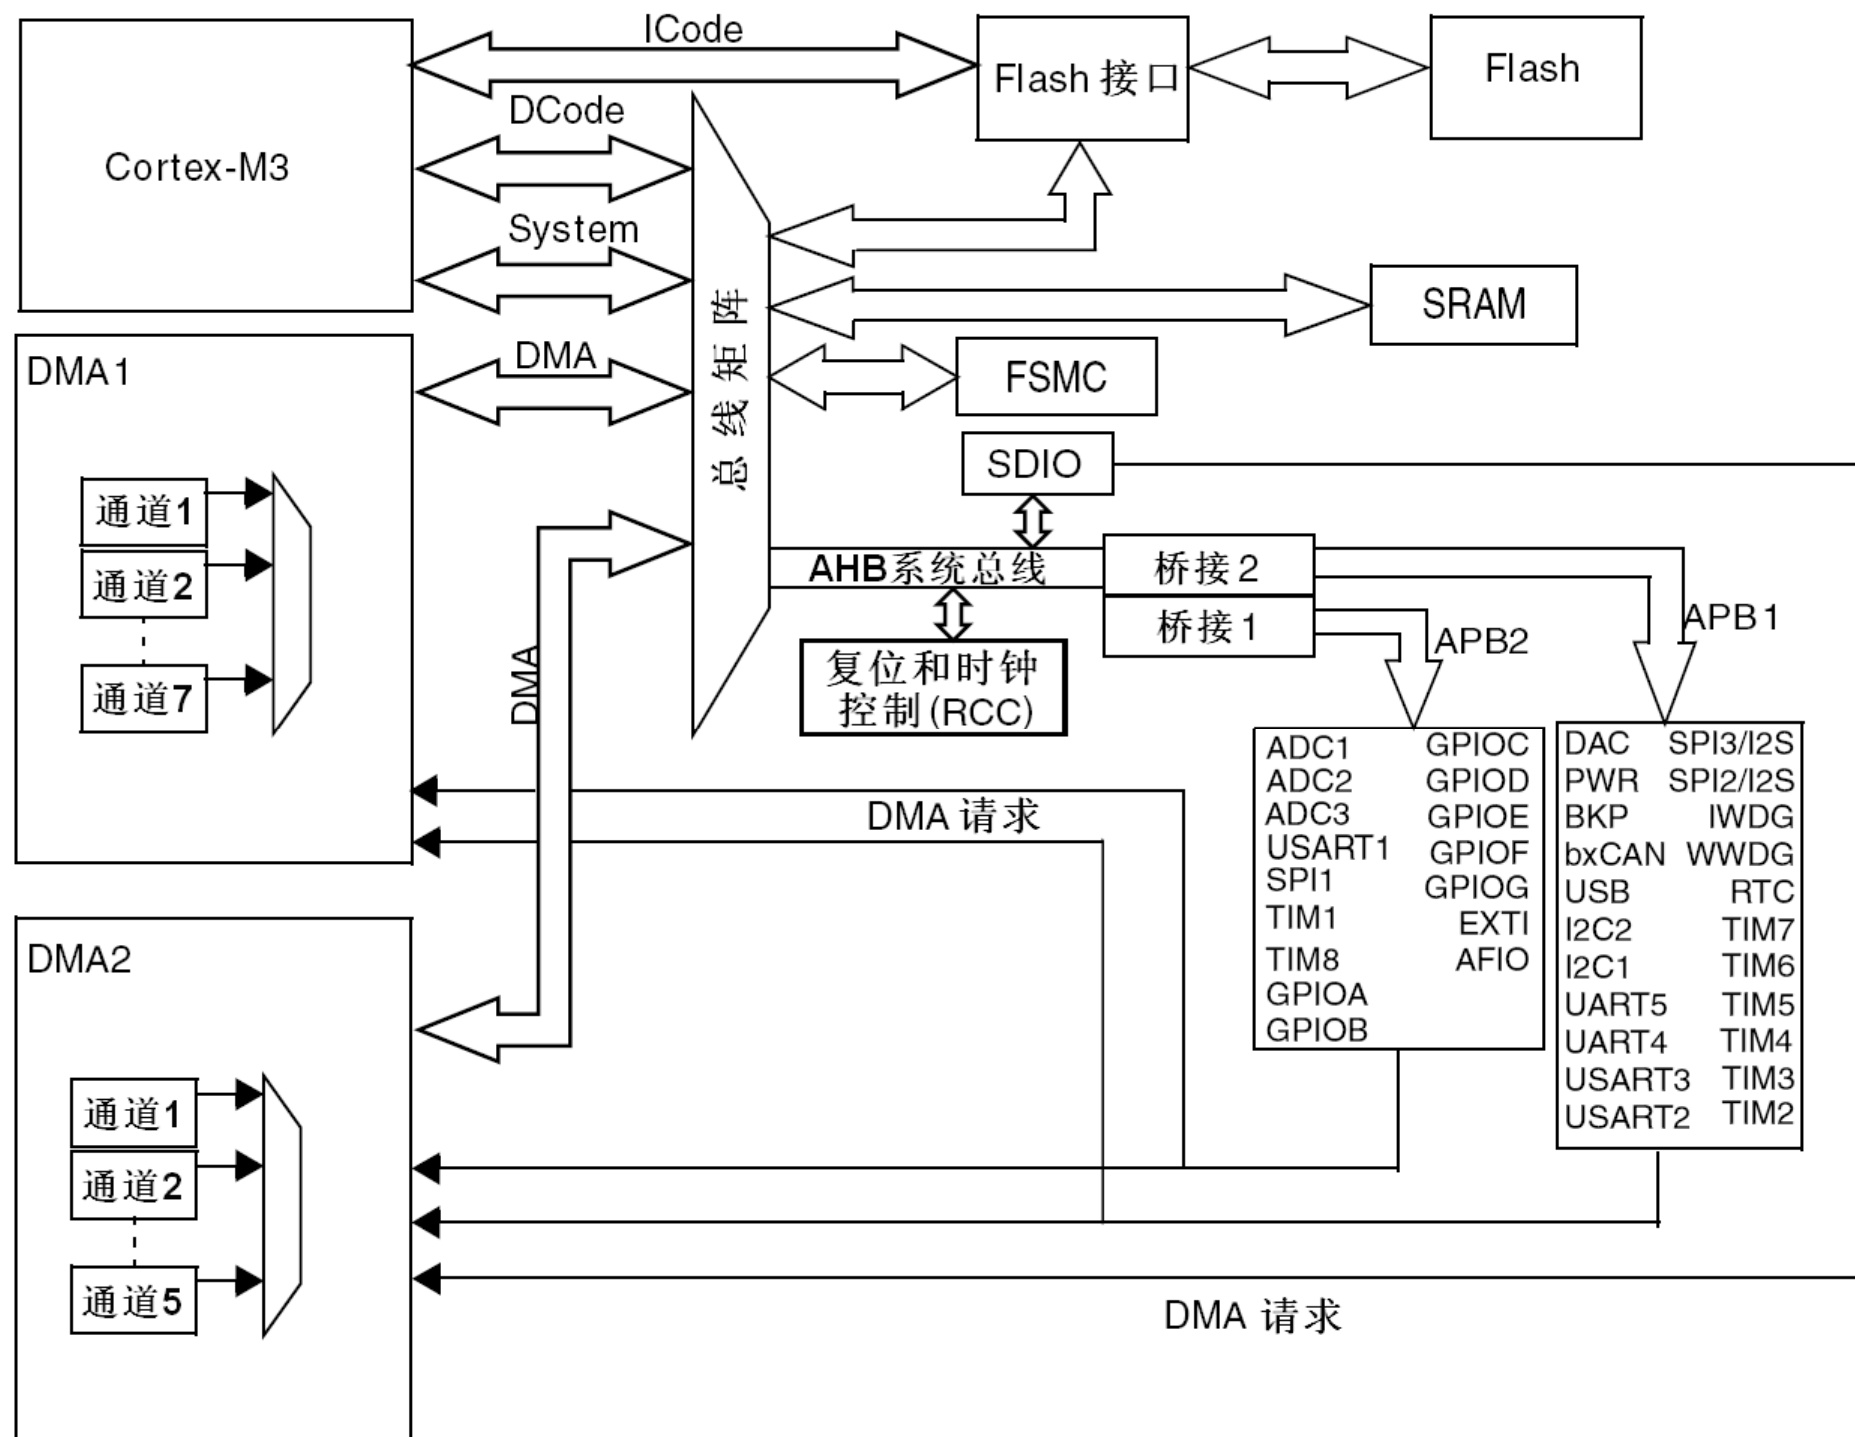 ICode
Cortex-M3
Flash 接口
Flash
DCode
System
DMA
总线矩阵
SRAM
FSMC
SDIO
DMA1
通道1
通道2
通道7
AHB系统总线
桥接 2
桥接 1
APB2
APB1
复位和时钟
控制(RCC)
DMA
DMA 请求
ADC1 GPIOC
ADC2 GPIOD
ADC3 GPIOE
USART1 GPIOF
SPI1 GPIOG
TIM1 EXTI
TIM8 AFIO
GPIOA
GPIOB
DAC SPI3/I2S
PWR SPI2/I2S
BKP IWDG
bxCAN WWDG
USB RTC
I2C2 TIM7
I2C1 TIM6
UART5 TIM5
UART4 TIM4
USART3 TIM3
USART2 TIM2
DMA2
通道1
通道2
通道5
DMA 请求